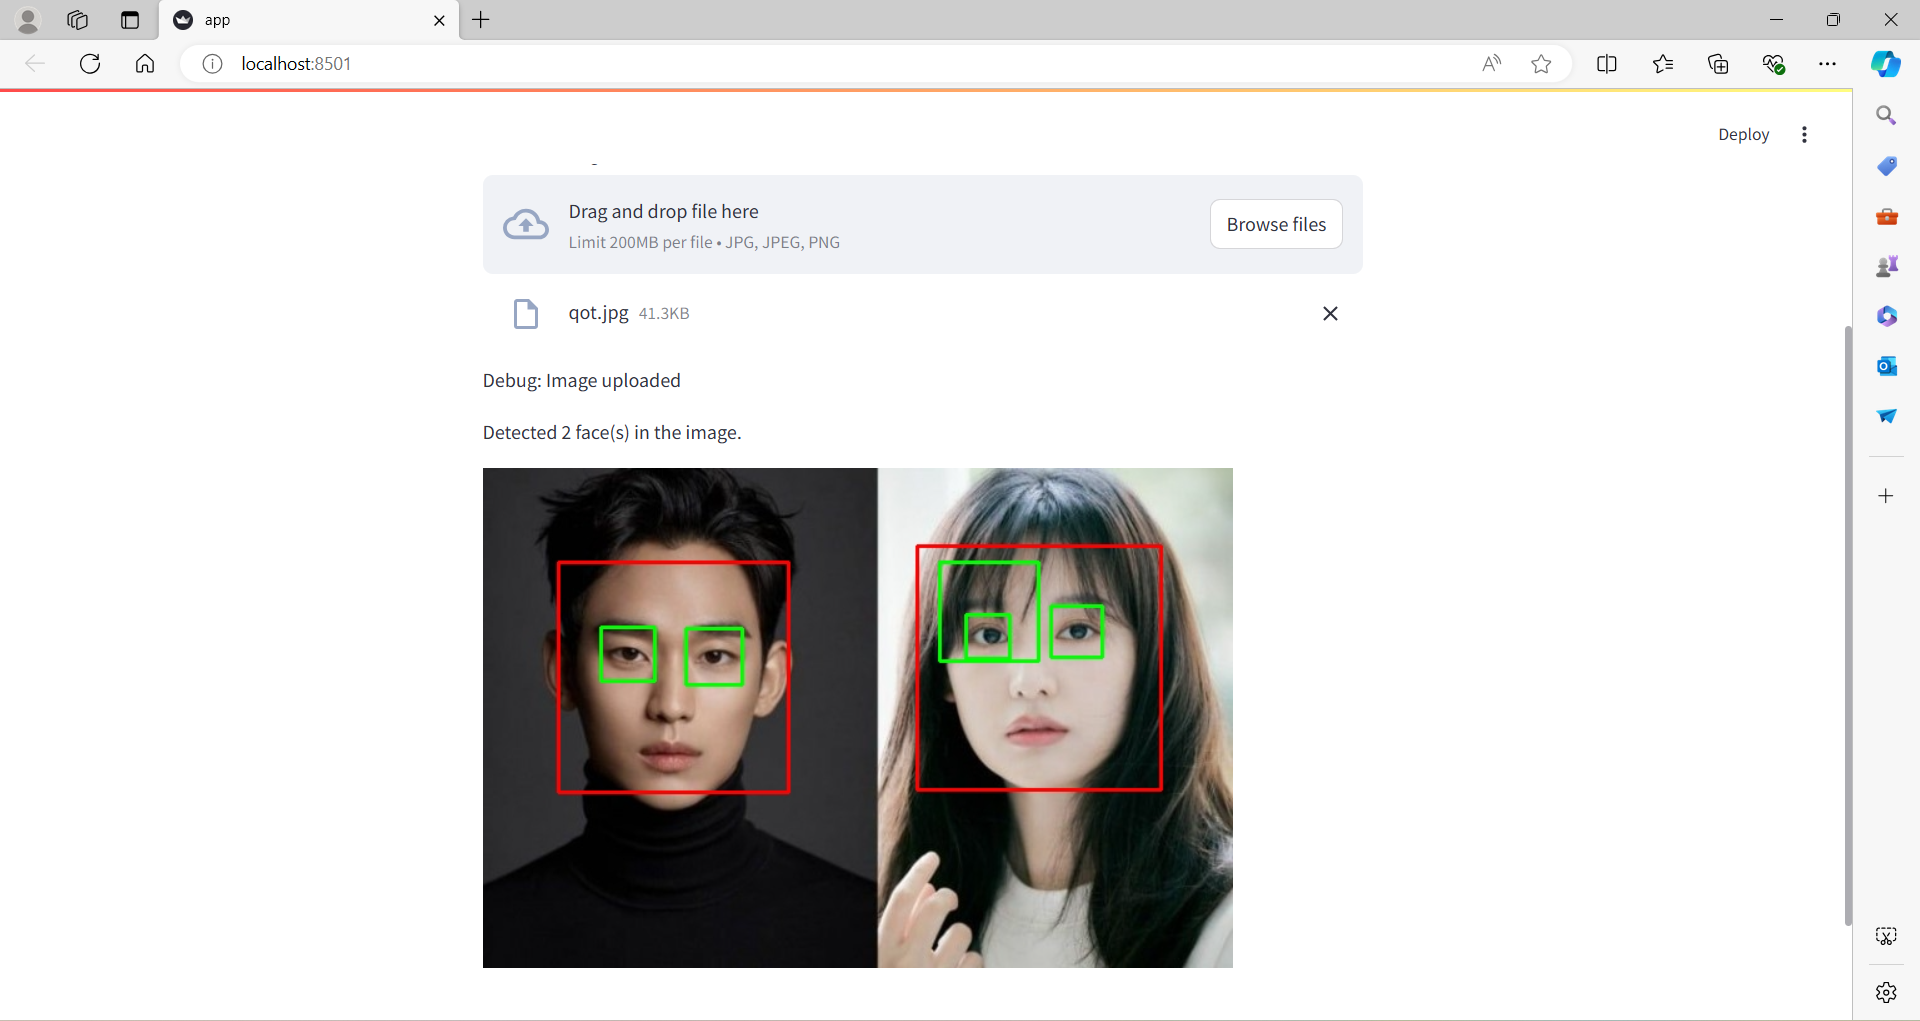 app
localhost:8501
Deploy
Drag and drop file here
Limit 200MB per file • JPG, JPEG, PNG
Browse files
qot.jpg 41.3KB
Debug: Image uploaded
Detected 2 face(s) in the image.